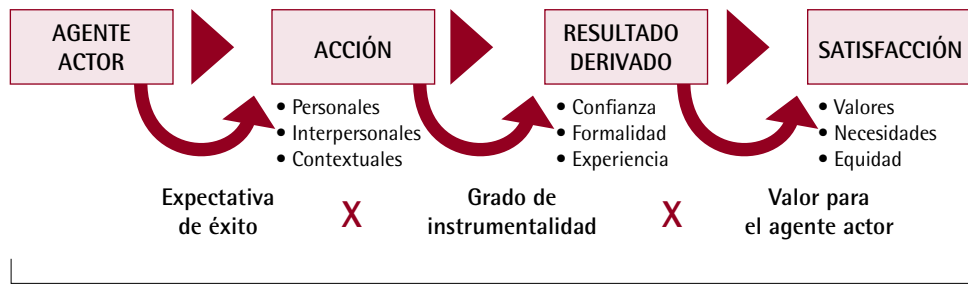 AGENTE
ACTOR
ACCIÓN
RESULTADO
DERIVADO
SATISFACCIÓN
• Personales
• Interpersonales
• Contextuales
• Confianza
• Formalidad
• Experiencia
• Valores
• Necesidades
• Equidad
Expectativa
de éxito
X
Grado de
instrumentalidad
X
Valor para
el agente actor